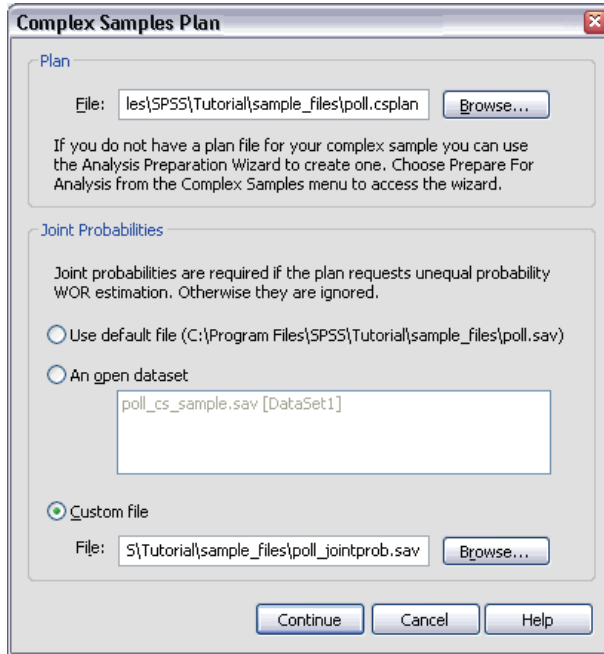 Complex Samples Plan
Plan
File: les\SPSS\Tutorial\sample_files\poll.csplan Browse...
If you do not have a plan file for your complex sample you can use
the Analysis Preparation Wizard to create one. Choose Prepare For
Analysis from the Complex Samples menu to access the wizard.
Joint Probabilities
Joint probabilities are required if the plan requests unequal probability
WOR estimation. Otherwise they are ignored.
Use default file (C:\Program Files\SPSS\Tutorial\sample_files\poll.sav)
An open dataset
poll_cs_sample.sav [DataSet1]
Custom file
File: S\Tutorial\sample_files\poll_jointprob.sav Browse...
Continue Cancel Help